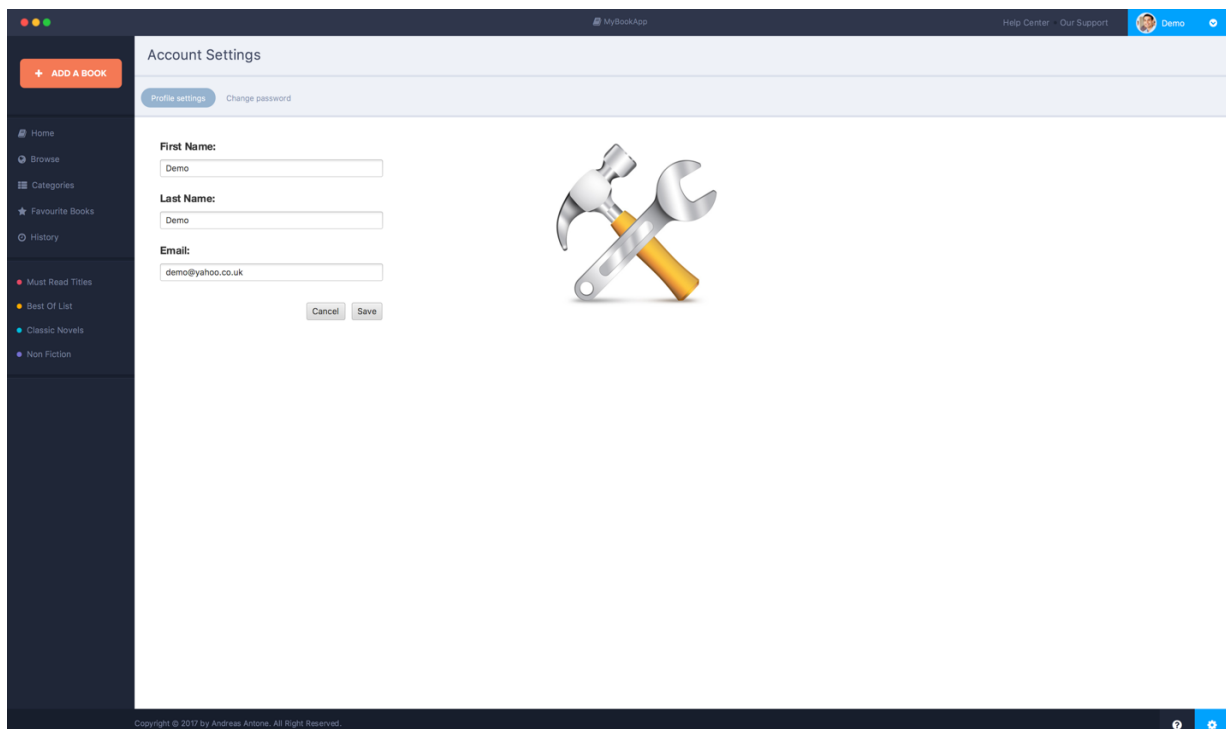 MyBookApp
Help Center · Our Support
Demo
+ ADD A BOOK
Account Settings
Profile settings
Change password
Home
Browse
Categories
Favourite Books
History
Must Read Titles
Best Of List
Classic Novels
Non Fiction
First Name:
Demo
Last Name:
Demo
Email:
demo@yahoo.co.uk
Cancel Save
Copyright © 2017 by Andreas Antone. All Right Reserved.